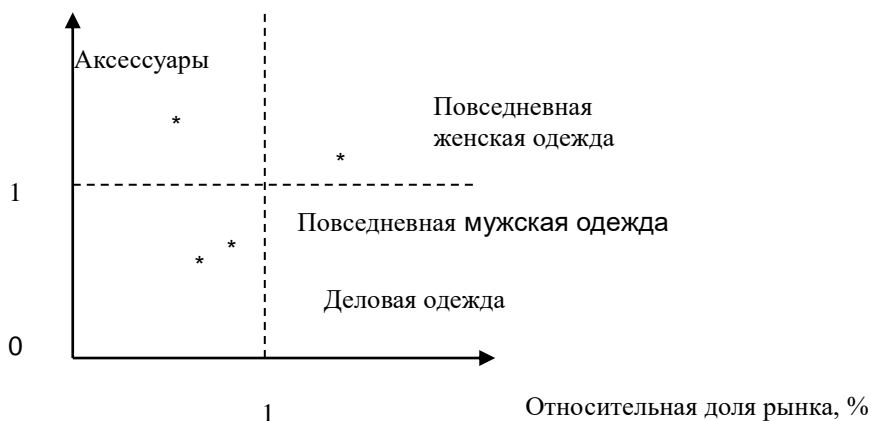 Аксессуары
*
Повседневная
женская одежда
*
1
Повседневная мужская одежда
*
*
Деловая одежда
0
1
Относительная доля рынка, %